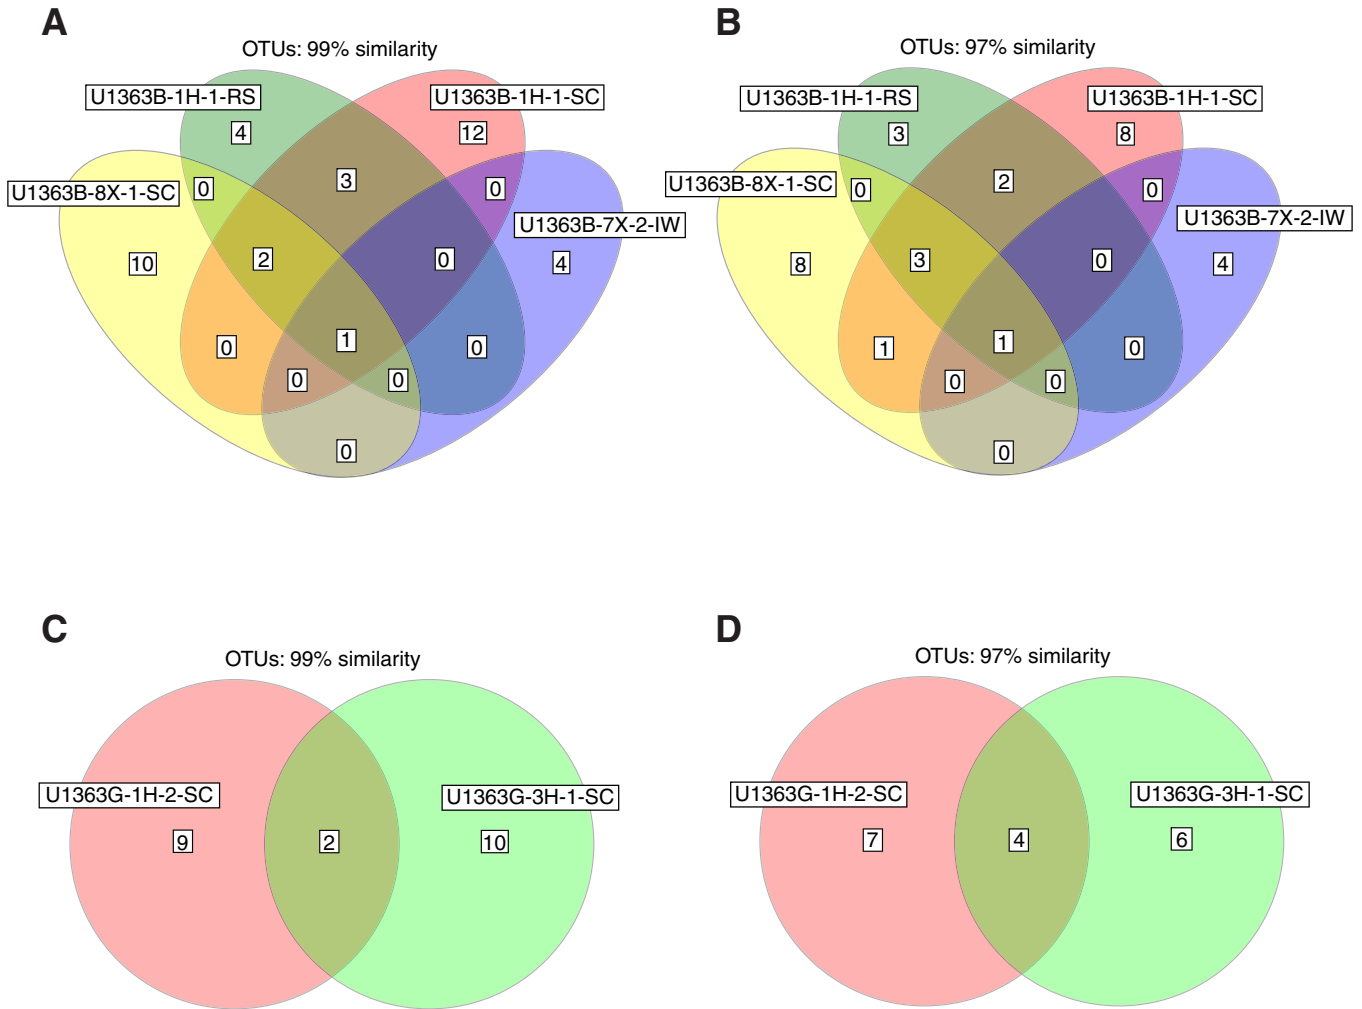 A
OTUs: 99% similarity
U1363B-1H-1-RS
U1363B-1H-1-SC
4
12
U1363B-8X-1-SC
0
3
0
U1363B-7X-2-IW
10
2
0
4
0
1
0
0
0
0
B
OTUs: 97% similarity
U1363B-1H-1-RS
U1363B-1H-1-SC
3
8
U1363B-8X-1-SC
0
2
0
U1363B-7X-2-IW
8
3
0
4
1
1
0
0
0
0
C
OTUs: 99% similarity
U1363G-1H-2-SC
U1363G-3H-1-SC
9
2
10
D
OTUs: 97% similarity
U1363G-1H-2-SC
U1363G-3H-1-SC
7
4
6